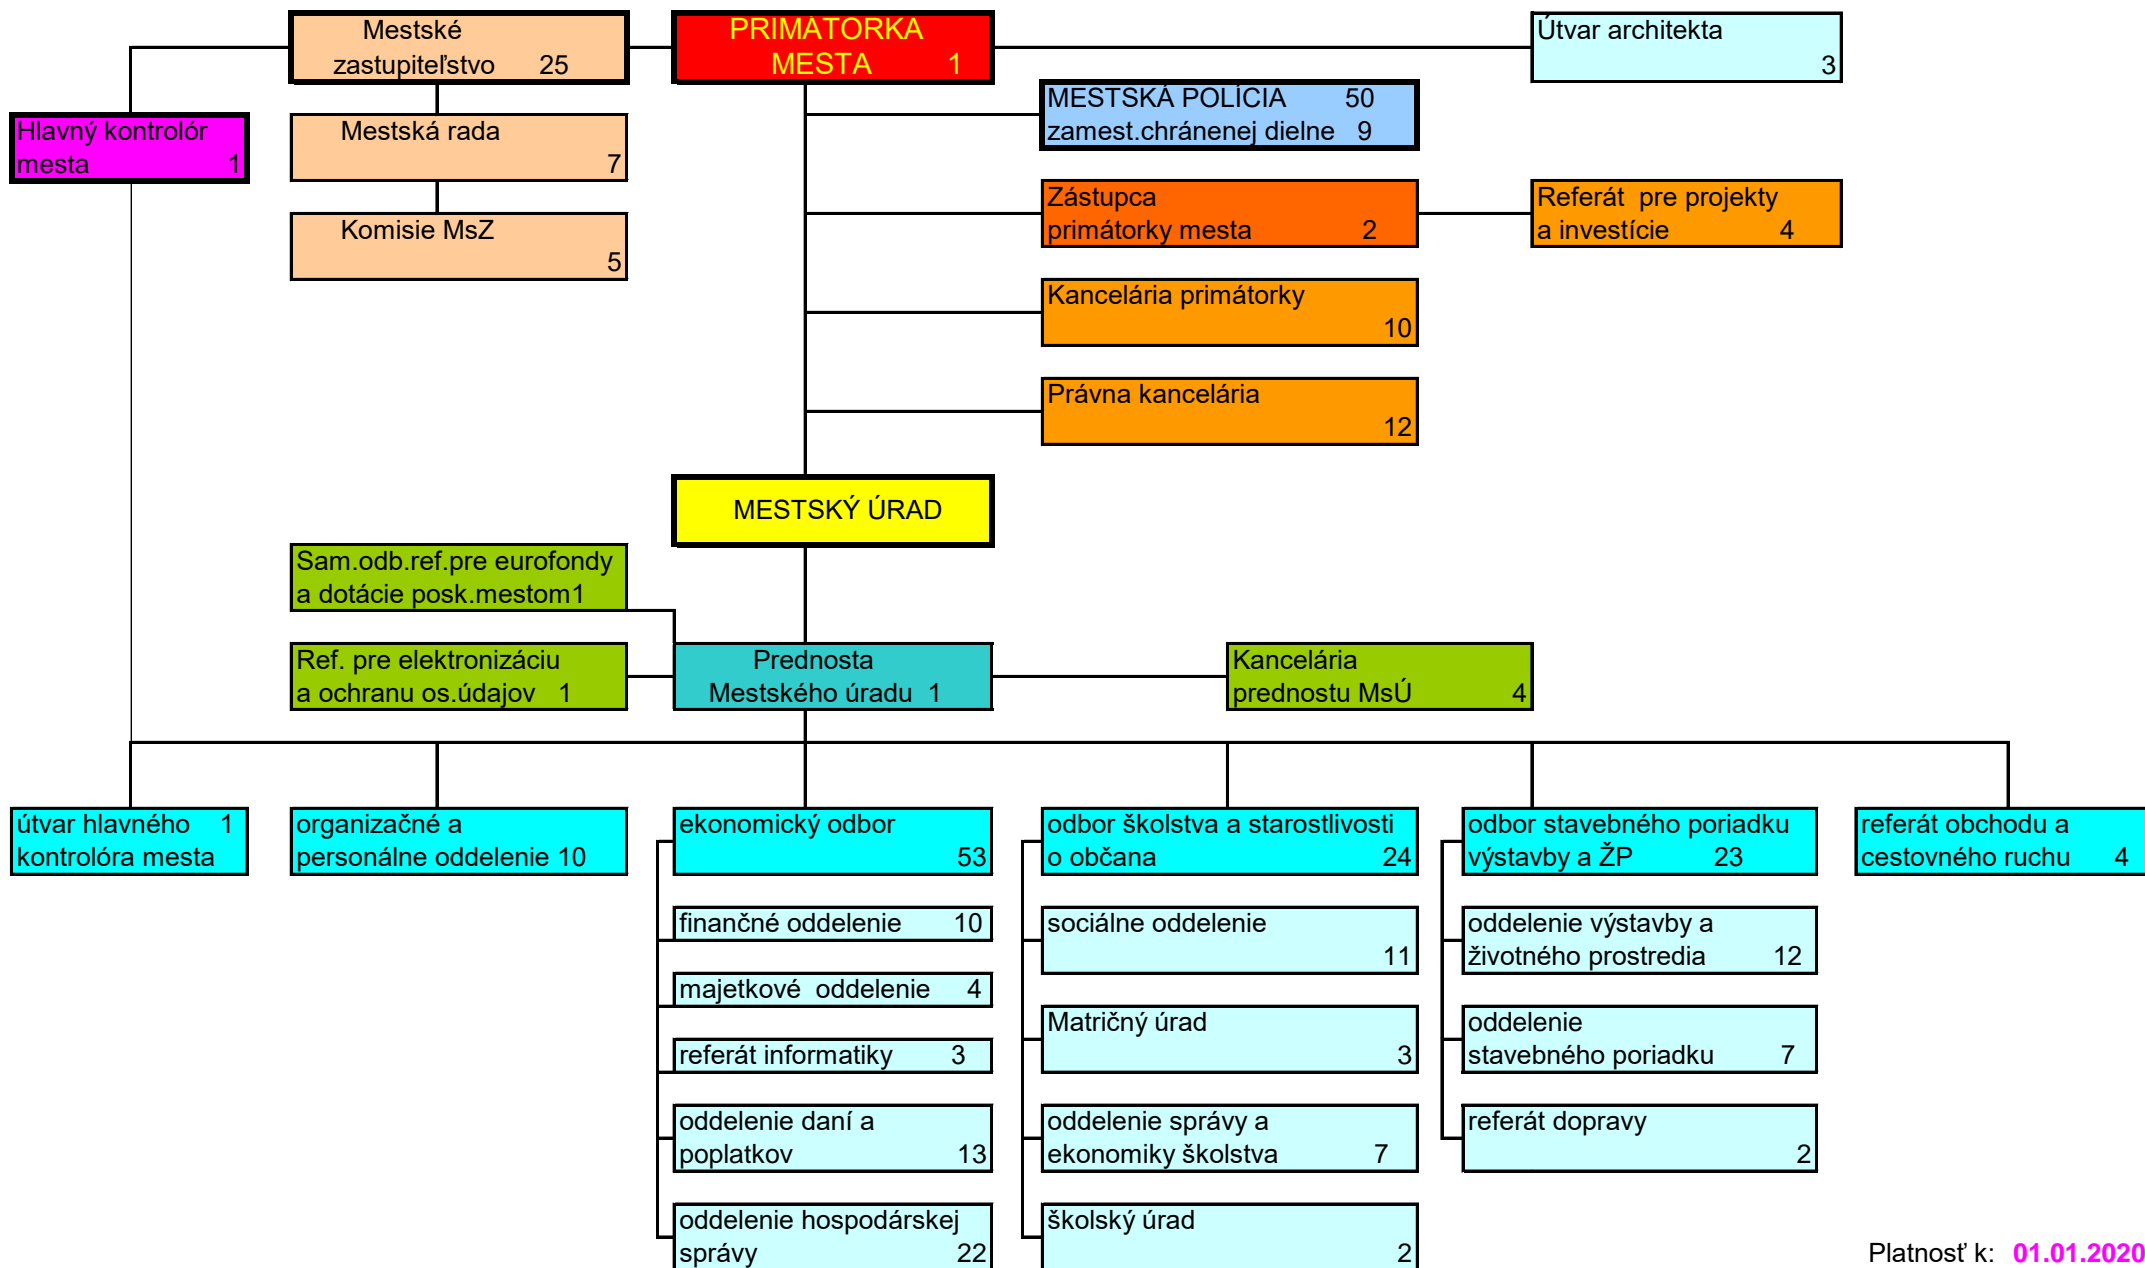 Mestské
zastupiteľstvo 25
PRIMATORKA
MESTA 1
Útvar architekta
3
MESTSKÁ POLÍCIA 50
zamest.chránenej dielne 9
Hlavný kontrolór
mesta 1
Mestská rada
7
Zástupca
primátorky mesta 2
Referát pre projekty
a investície 4
Komisie MsZ
5
Kancelária primátorky
10
Právna kancelária
12
MESTSKÝ ÚRAD
Sam.odb.ref.pre eurofondy
a dotácie posk.mestom1
Ref. pre elektronizáciu
a ochranu os.údajov 1
Prednosta
Mestského úradu 1
Kancelária
prednostu MsÚ 4
útvar hlavného 1
kontrolóra mesta
organizačné a
personálne oddelenie 10
ekonomický odbor
53
odbor školstva a starostlivosti
o občana 24
odbor stavebného poriadku
výstavby a ŽP 23
referát obchodu a
cestovného ruchu 4
finančné oddelenie 10
majetkové oddelenie 4
referát informatiky 3
oddelenie daní a
poplatkov 13
oddelenie hospodárskej
správy 22
sociálne oddelenie
11
Matričný úrad
3
oddelenie správy a
ekonomiky školstva 7
školský úrad
2
oddelenie výstavby a
životného prostredia 12
oddelenie
stavebného poriadku 7
referát dopravy
2
Platnosť k: 01.01.2020